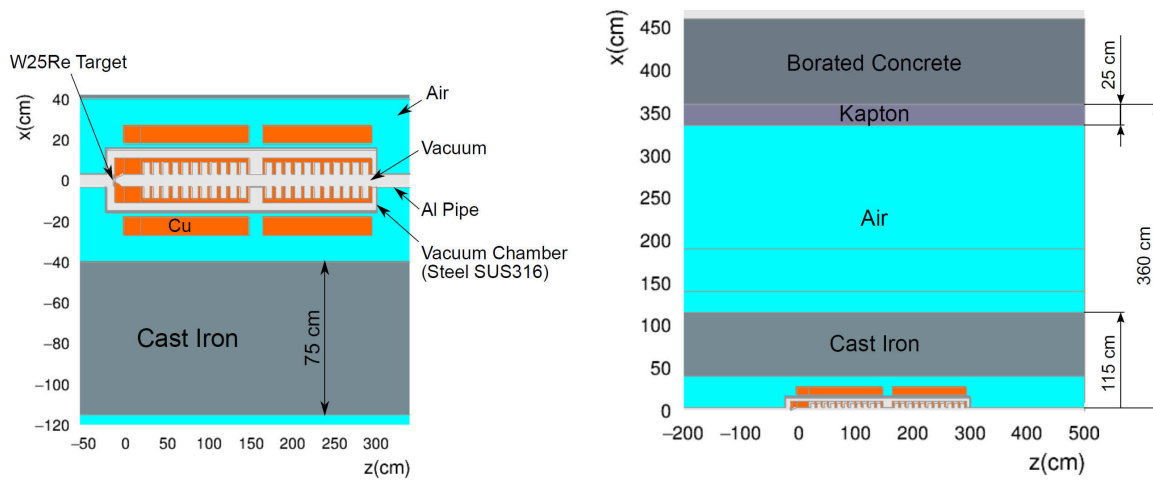 W25Re Target
x(cm)
40
20
0
−20
−40
−60
−80
−100
−120
Air
Vacuum
Al Pipe
Vacuum Chamber
(Steel SUS316)
Cu
Cast Iron
75 cm
−50 0 50 100 150 200 250 300
z(cm)
x(cm)
450
400
350
300
250
200
150
100
50
0
Borated Concrete
Kapton
Air
Cast Iron
25 cm
360 cm
115 cm
−200 −100 0 100 200 300 400 500
z(cm)